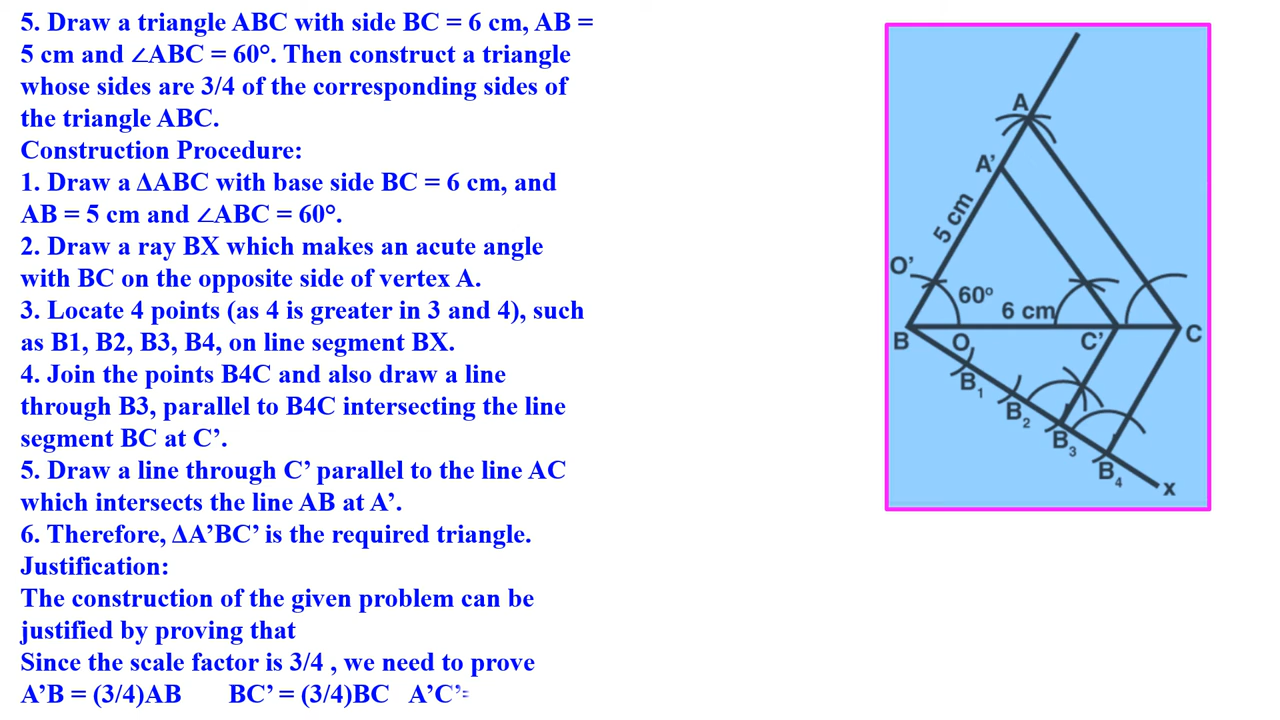 5. Draw a triangle ABC with side BC = 6 cm, AB =
5 cm and ∠ABC = 60°. Then construct a triangle
whose sides are 3/4 of the corresponding sides of
the triangle ABC.
Construction Procedure:
1. Draw a ΔABC with base side BC = 6 cm, and
AB = 5 cm and ∠ABC = 60°.
2. Draw a ray BX which makes an acute angle
with BC on the opposite side of vertex A.
3. Locate 4 points (as 4 is greater in 3 and 4), such
as B1, B2, B3, B4, on line segment BX.
4. Join the points B4C and also draw a line
through B3, parallel to B4C intersecting the line
segment BC at C’.
5. Draw a line through C’ parallel to the line AC
which intersects the line AB at A’.
6. Therefore, ΔA’BC’ is the required triangle.
Justification:
The construction of the given problem can be
justified by proving that
Since the scale factor is 3/4 , we need to prove
A’B = (3/4)AB BC’ = (3/4)BC A’C’=
A
A'
5 cm
O'
60°
6 cm
B
O
C'
C
B₁
B₂
B₃
B₄
x